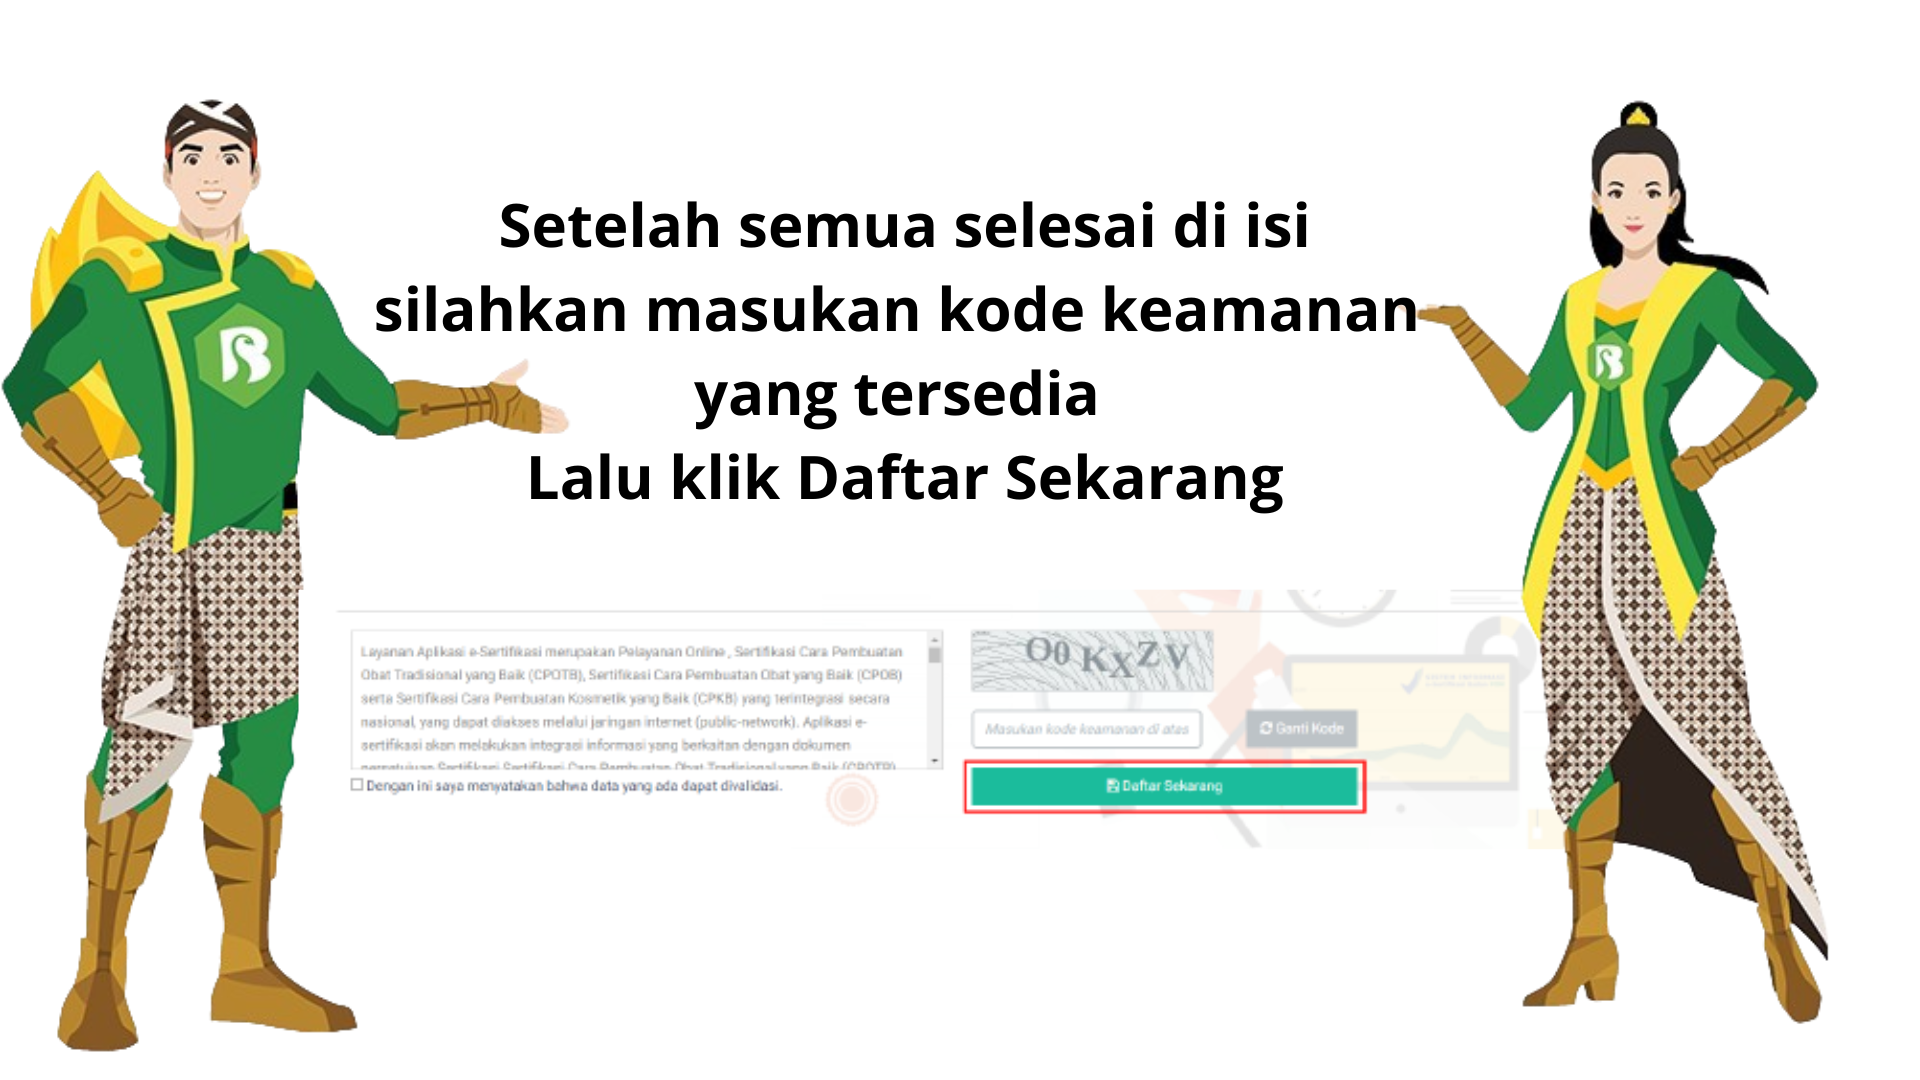 Setelah semua selesai di isi
silahkan masukan kode keamanan
yang tersedia
Lalu klik Daftar Sekarang
Layanan Aplikasi e-Sertifikasi merupakan Pelayanan Online , Sertifikasi Cara Pembuatan
Obat Tradisional yang Baik (CPOTB), Sertifikasi Cara Pembuatan Obat yang Baik (CPOB)
serta Sertifikasi Cara Pembuatan Kosmetik yang Baik (CPKB) yang terintegrasi secara
nasional, yang dapat diakses melalui jaringan internet (public-network). Aplikasi e-
sertifikasi akan melakukan integrasi informasi yang berkaitan dengan dokumen
Dengan ini saya menyatakan bahwa data yang ada dapat divalidasi.
O0KXZV
Masukan kode keamanan di atas
Ganti Kode
Daftar Sekarang